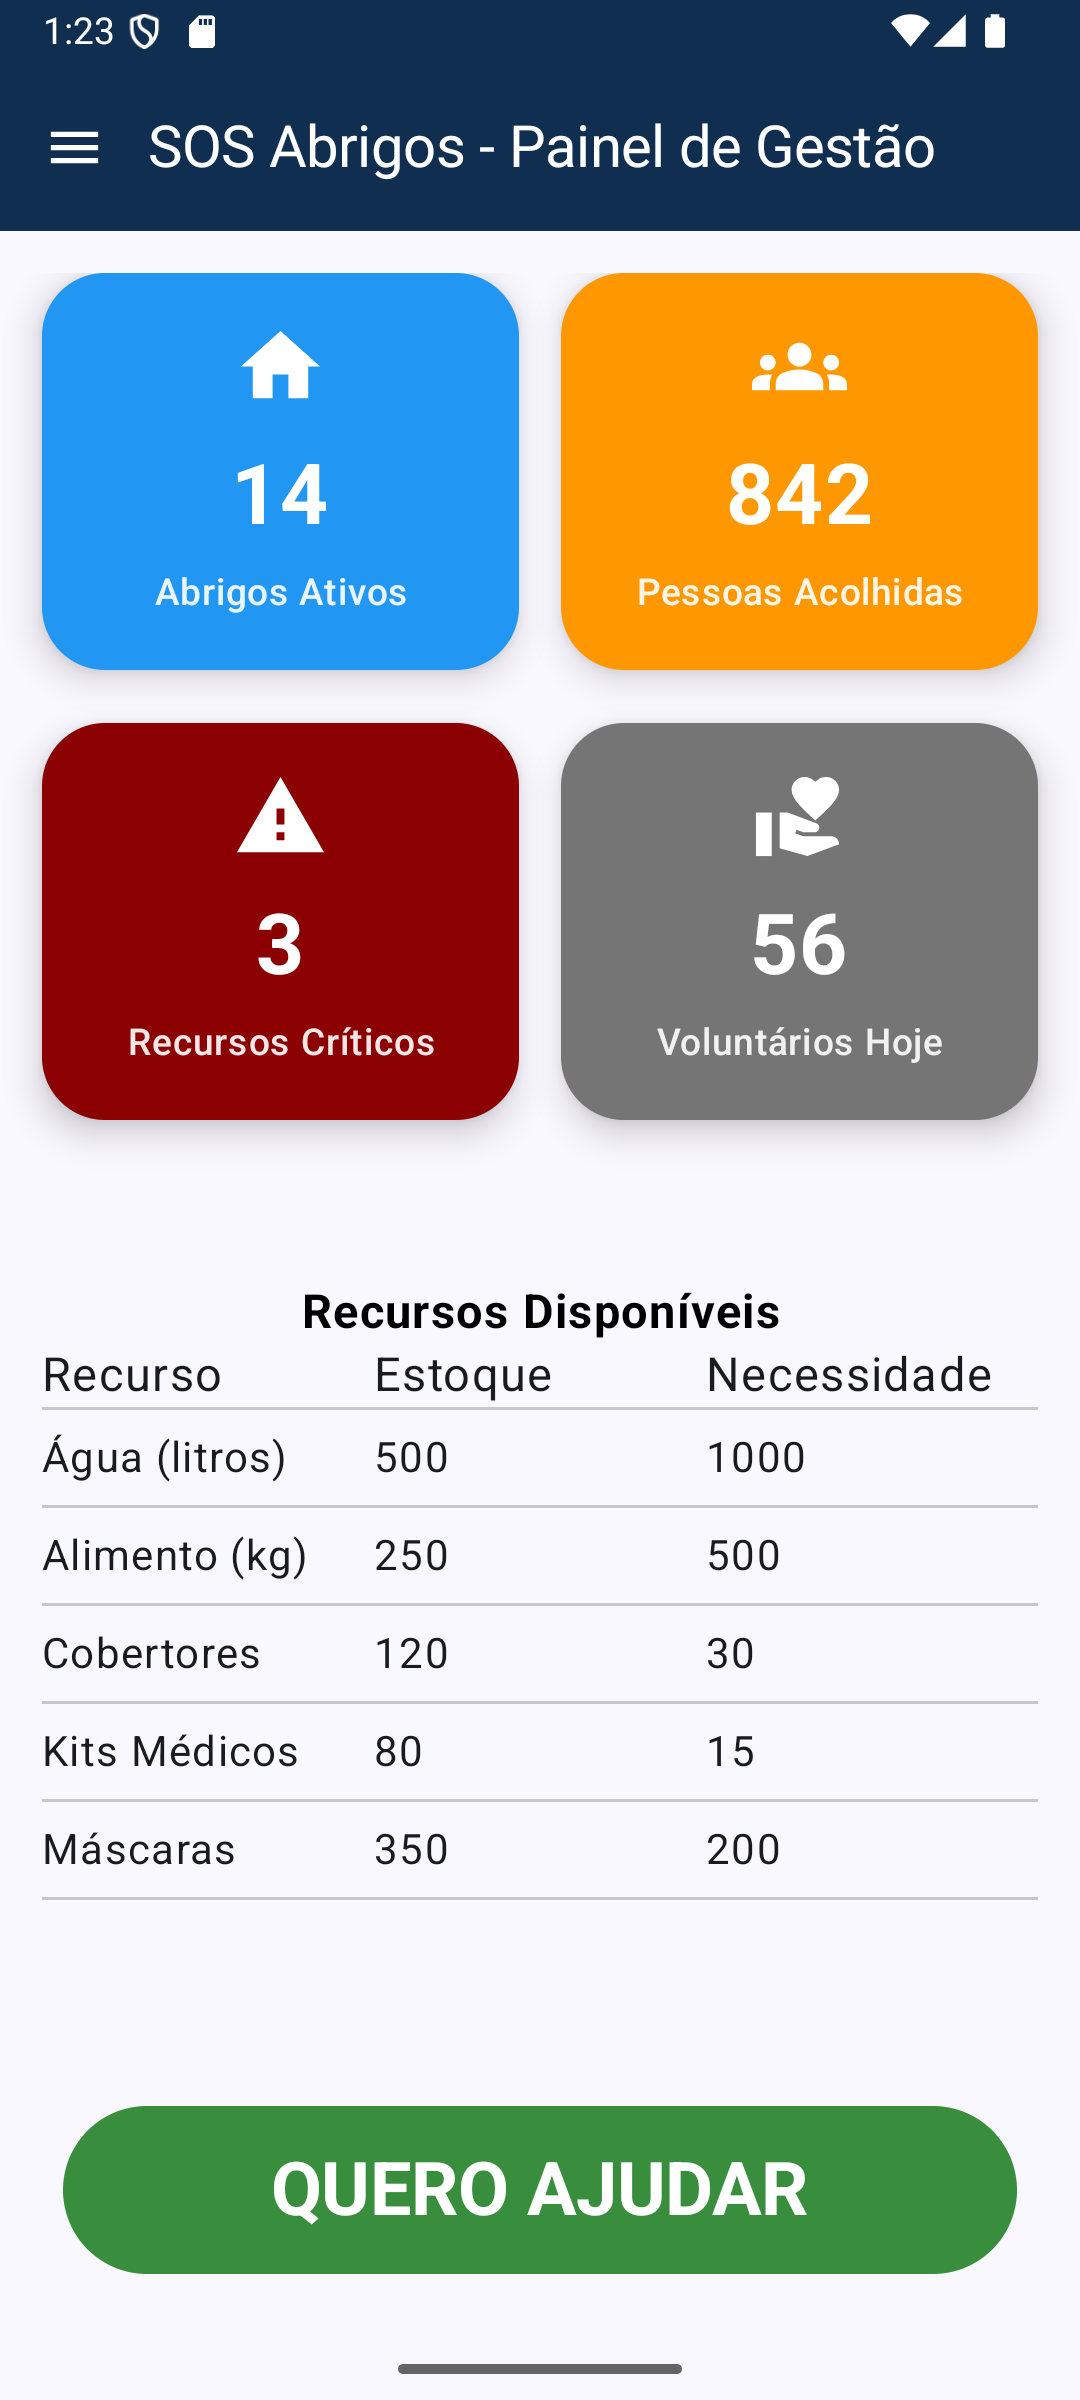 1:23
SOS Abrigos - Painel de Gestão
14
Abrigos Ativos
842
Pessoas Acolhidas
3
Recursos Críticos
56
Voluntários Hoje
Recursos Disponíveis
Recurso Estoque Necessidade
Água (litros) 500 1000
Alimento (kg) 250 500
Cobertores 120 30
Kits Médicos 80 15
Máscaras 350 200
QUERO AJUDAR